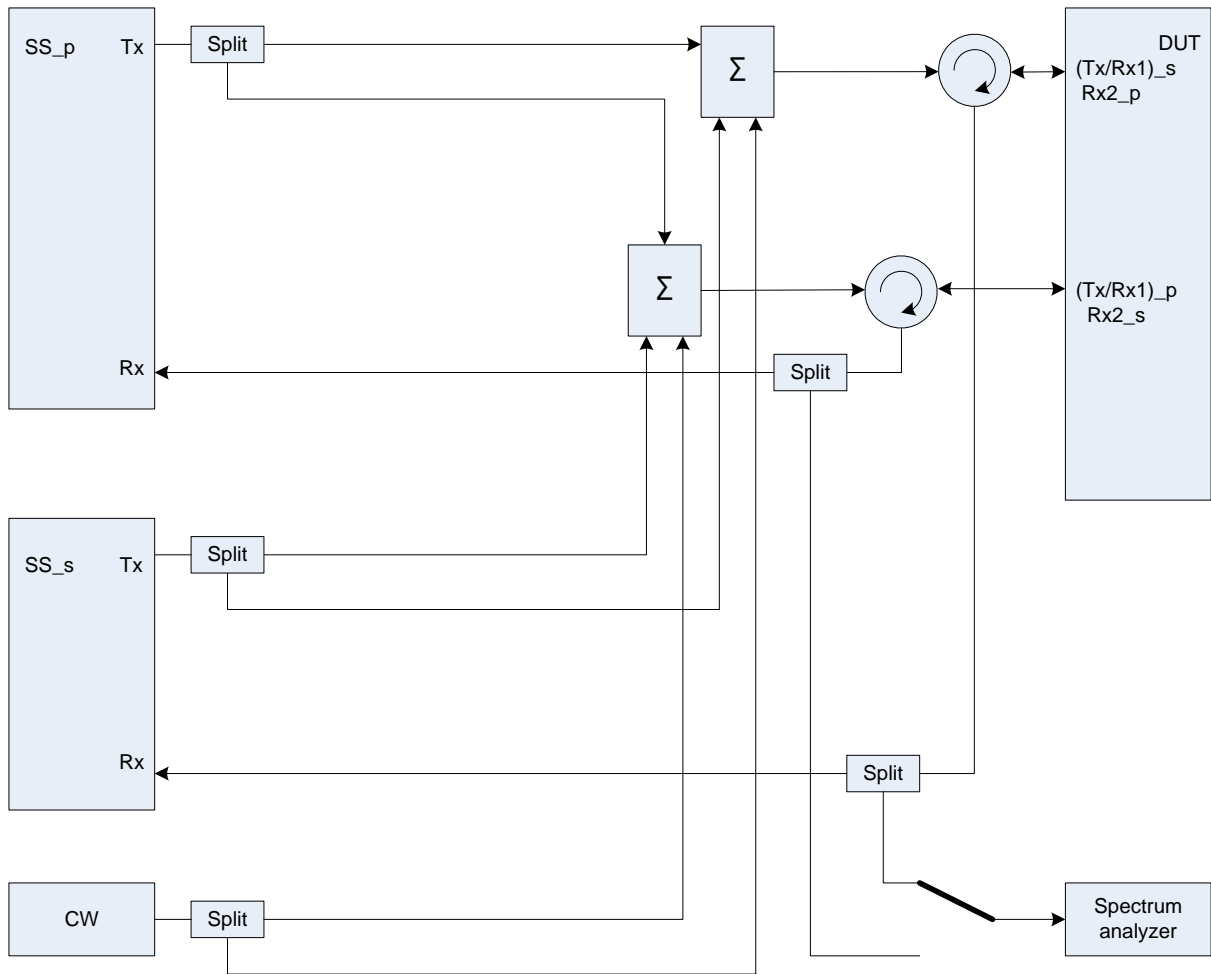 SS_p
Tx
Split
Σ
DUT
(Tx/Rx1)_s
Rx2_p
Σ
(Tx/Rx1)_p
Rx2_s
Rx
Split
SS_s
Tx
Split
Rx
Split
CW
Split
Spectrum
analyzer